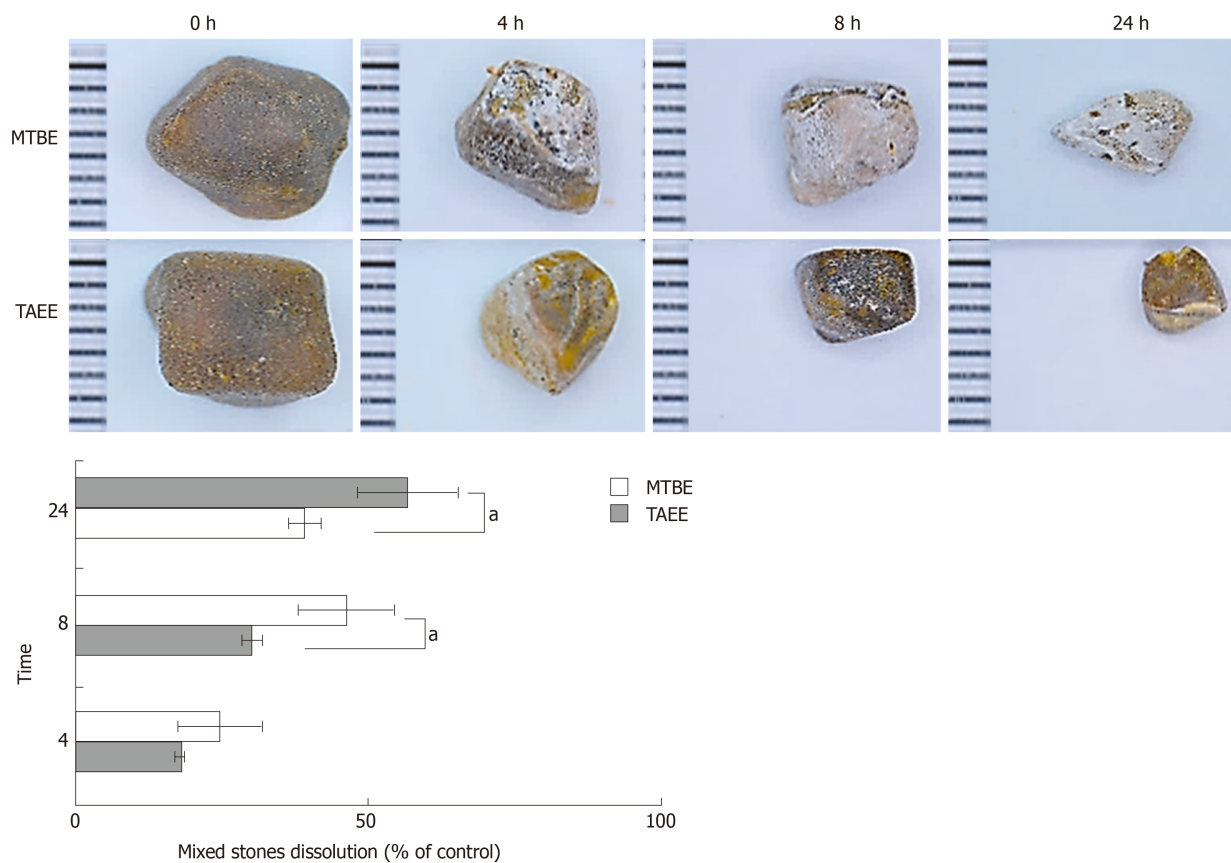 0 h 4 h 8 h 24 h
MTBE
TAEE
24
a
MTBE
TAEE
8
a
Time
4
0 50 100
Mixed stones dissolution (% of control)